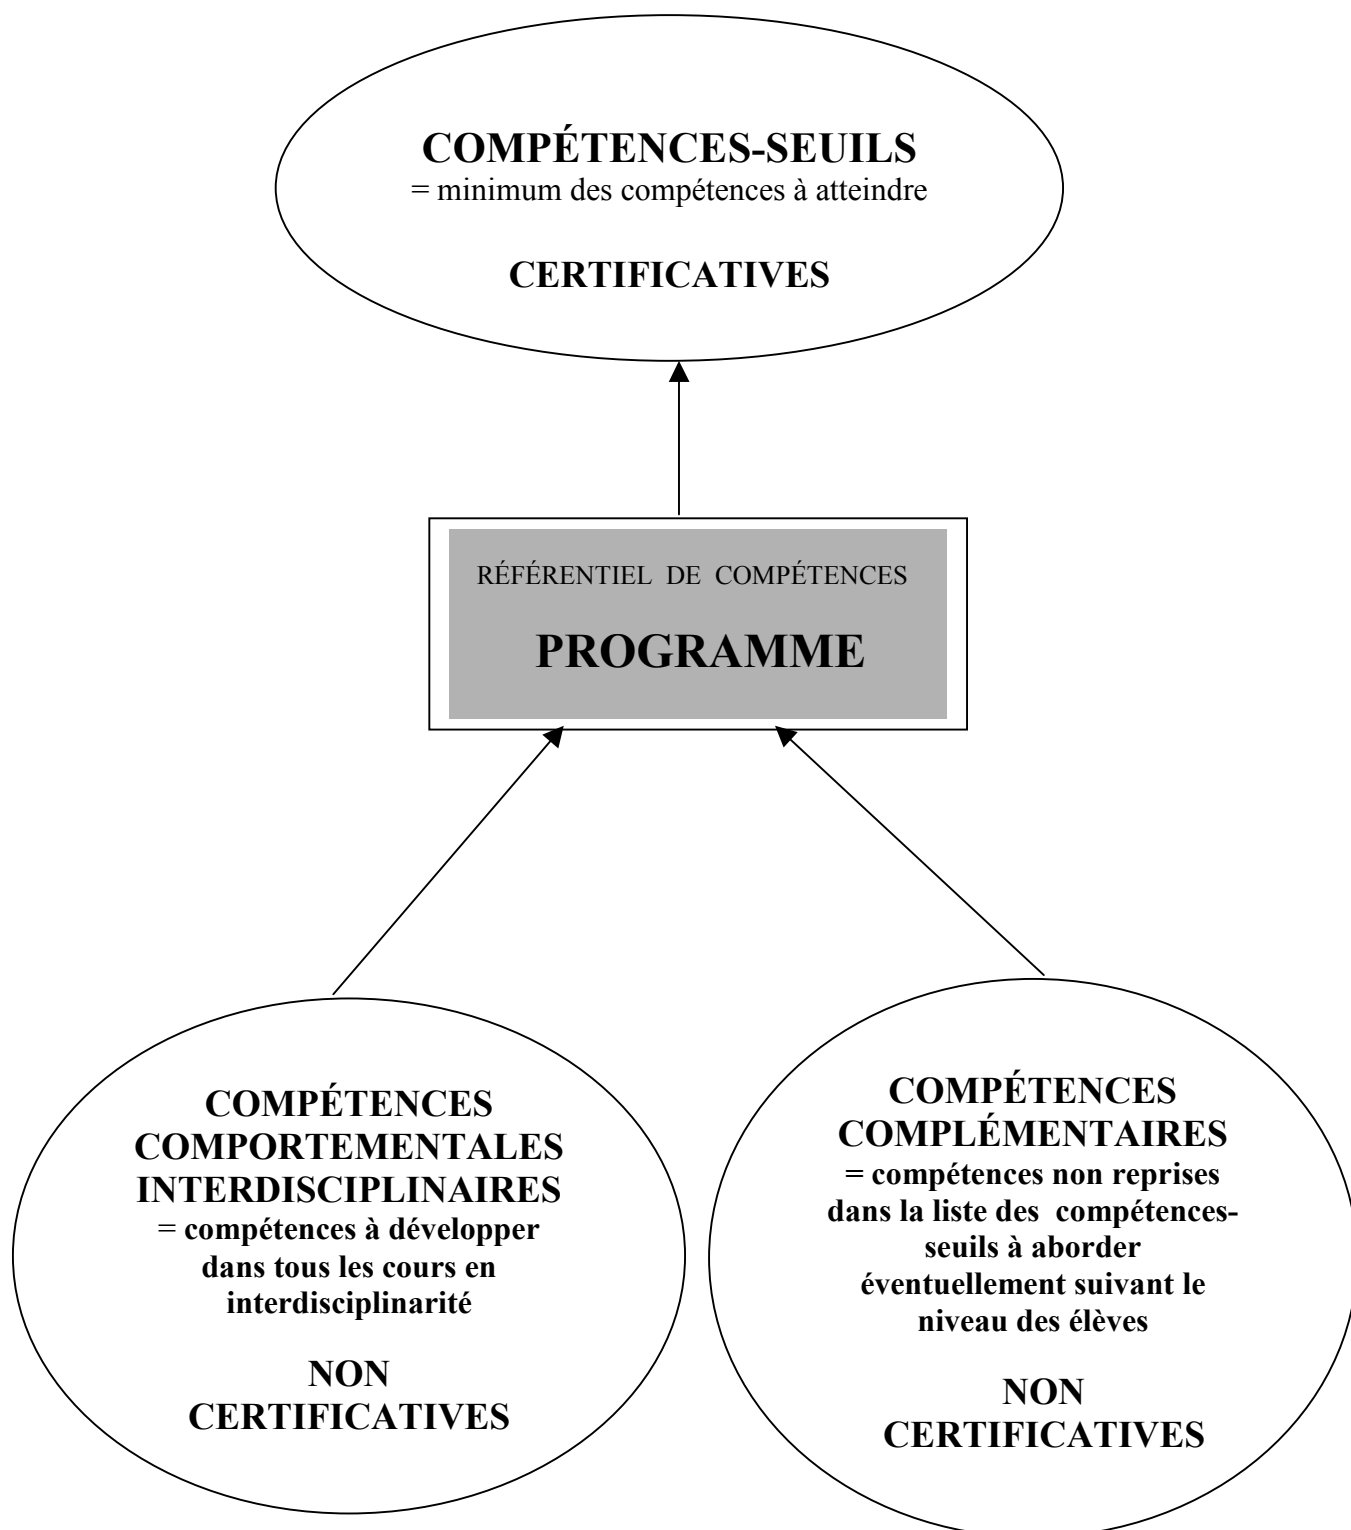 COMPÉTENCES-SEUILS
= minimum des compétences à atteindre
CERTIFICATIVES
RÉFÉRENTIEL DE COMPÉTENCES
PROGRAMME
COMPÉTENCES
COMPORTEMENTALES
INTERDISCIPLINAIRES
= compétences à développer
dans tous les cours en
interdisciplinarité
NON
CERTIFICATIVES
COMPÉTENCES
COMPLÉMENTAIRES
= compétences non reprises
dans la liste des compétences-
seuils à aborder
éventuellement suivant le
niveau des élèves
NON
CERTIFICATIVES